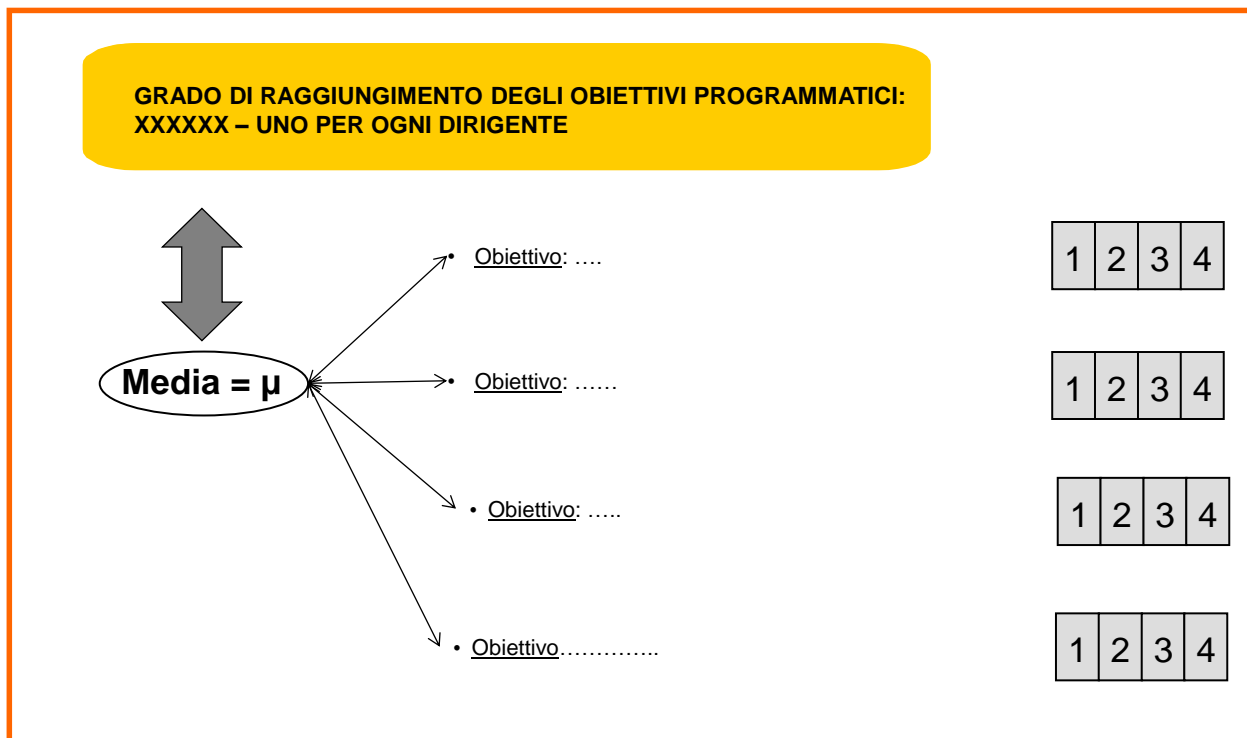 GRADO DI RAGGIUNGIMENTO DEGLI OBIETTIVI PROGRAMMATICI:
XXXXXX – UNO PER OGNI DIRIGENTE
• Obiettivo: ….
1 2 3 4
Media = µ
• Obiettivo: ……
1 2 3 4
• Obiettivo: …..
1 2 3 4
• Obiettivo…………..
1 2 3 4